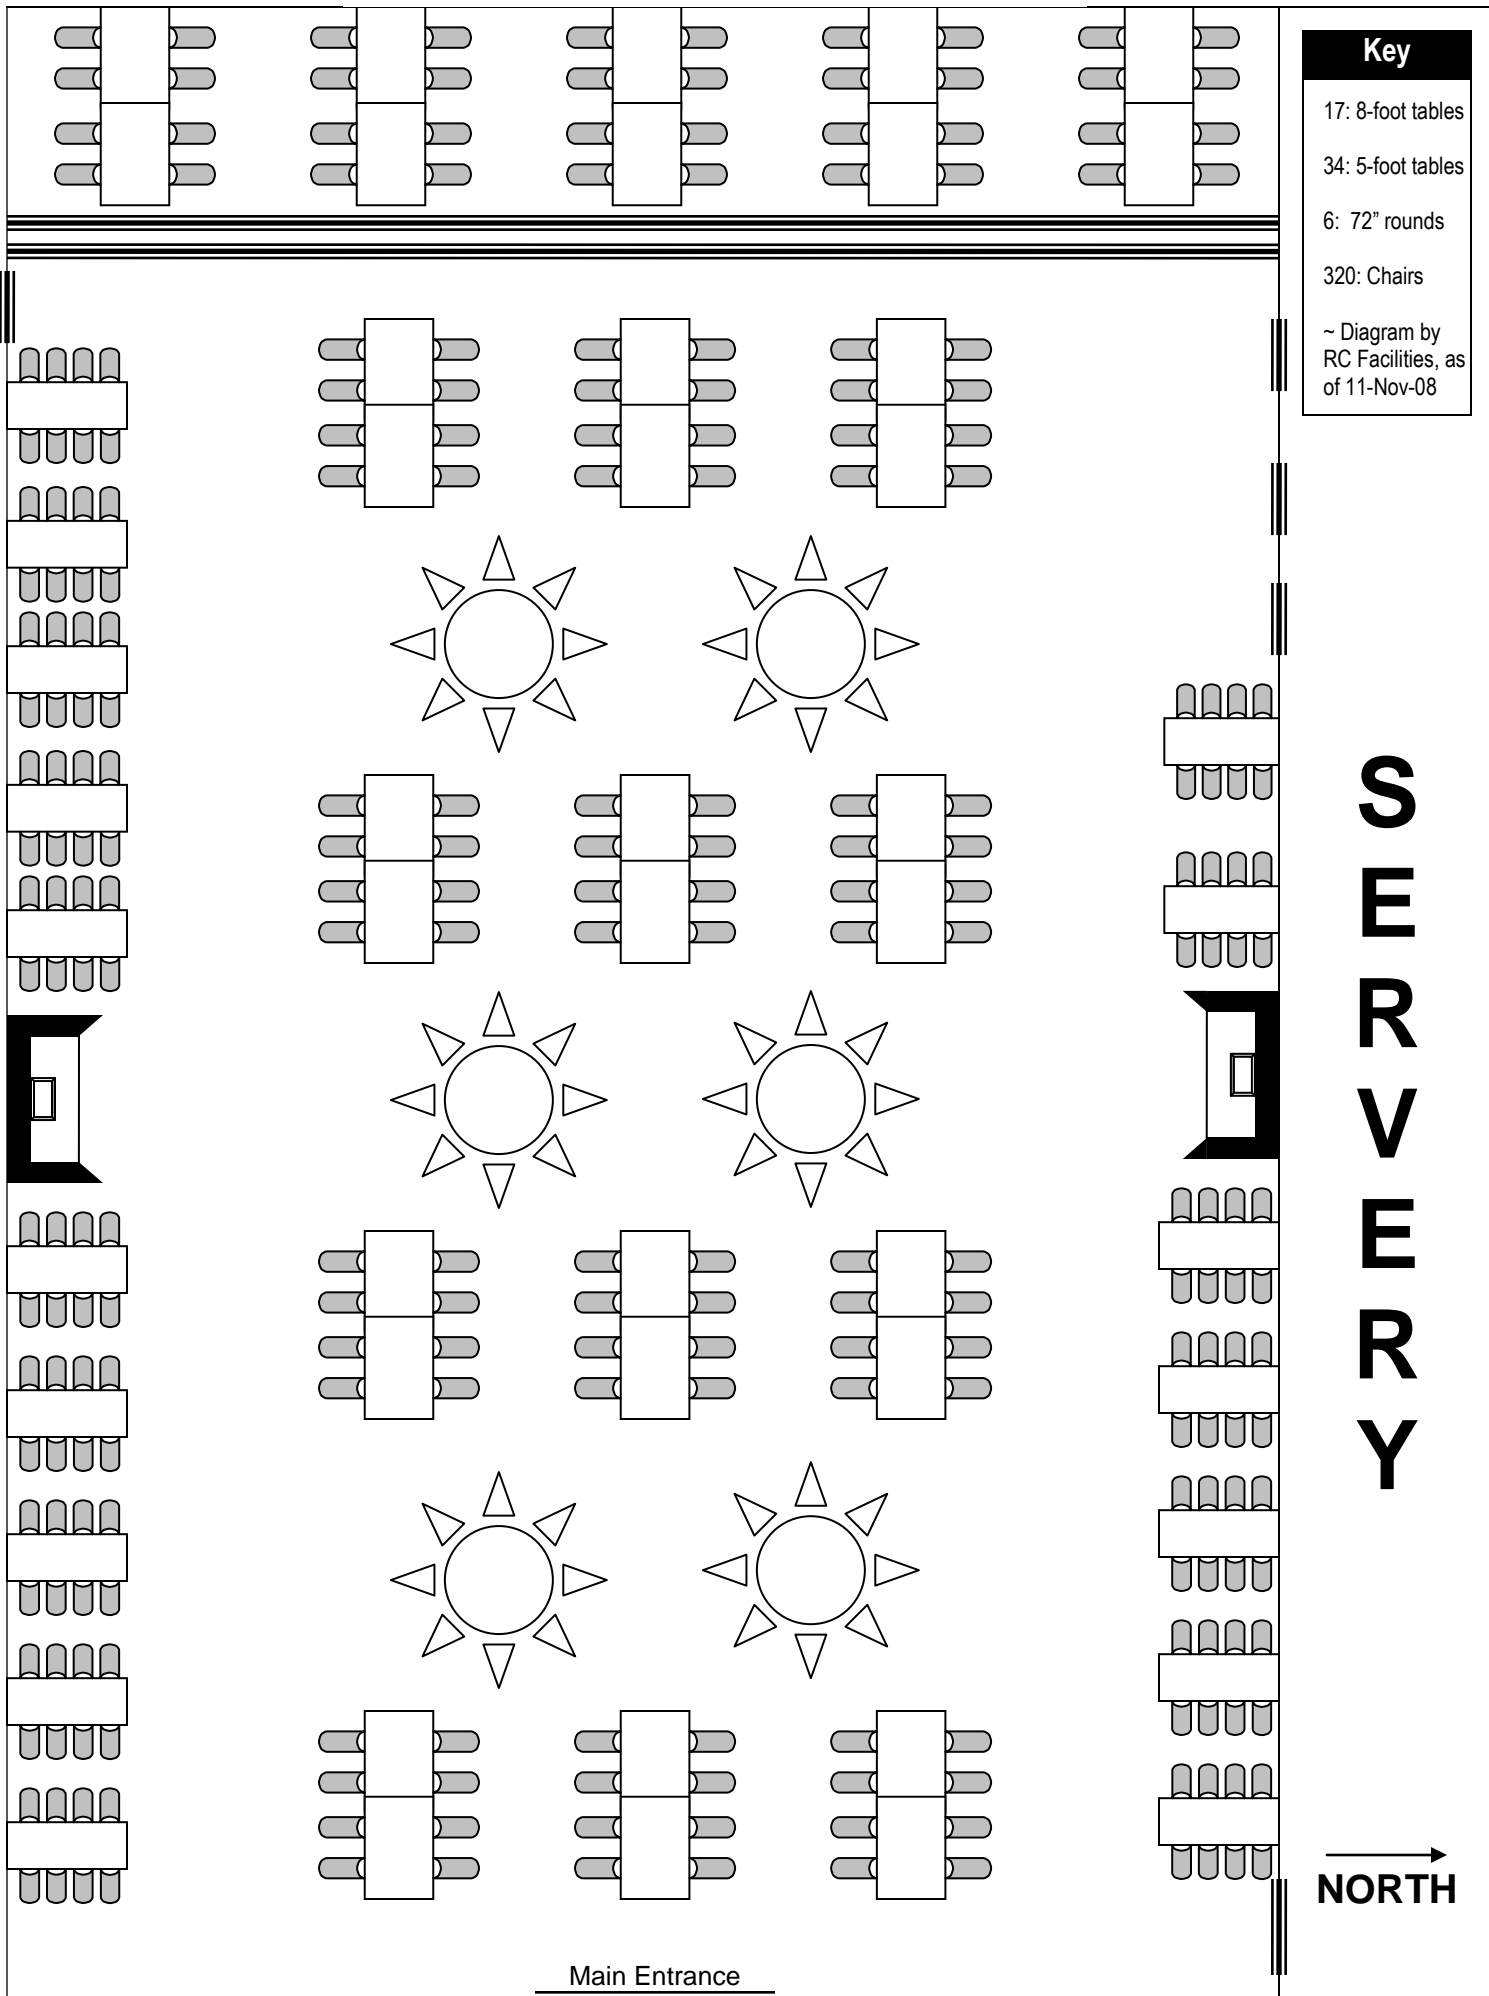 Key
17: 8-foot tables
34: 5-foot tables
6:  72” rounds
320: Chairs
~ Diagram by
RC Facilities, as
of 11-Nov-08
S
E
R
V
E
R
Y
NORTH
Main Entrance